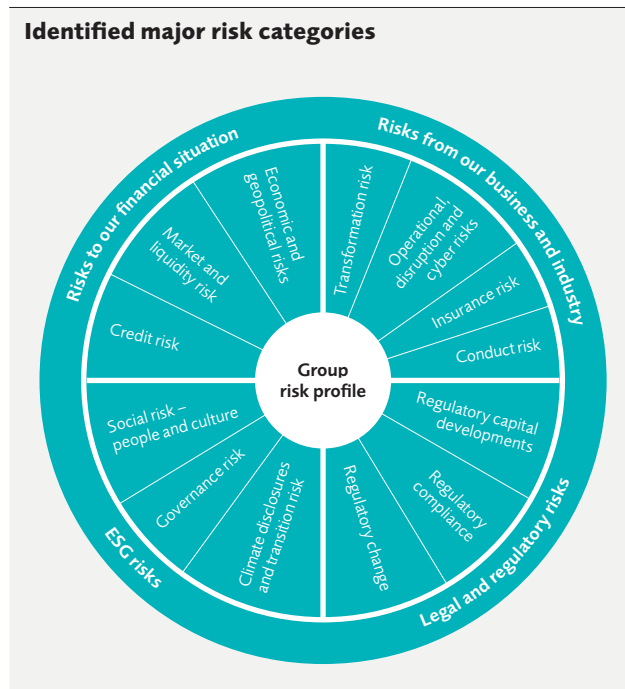 Identified major risk categories
Risks to our financial situation
Economic and
geopolitical risks
Market and
liquidity risk
Credit risk
Risks from our business and industry
Transformation risk
Operational,
disruption and
cyber risks
Insurance risk
Conduct risk
Group
risk profile
ESG risks
Social risk –
people and culture
Governance risk
Climate disclosures
and transition risk
Legal and regulatory risks
Regulatory capital
developments
Regulatory
compliance
Regulatory change